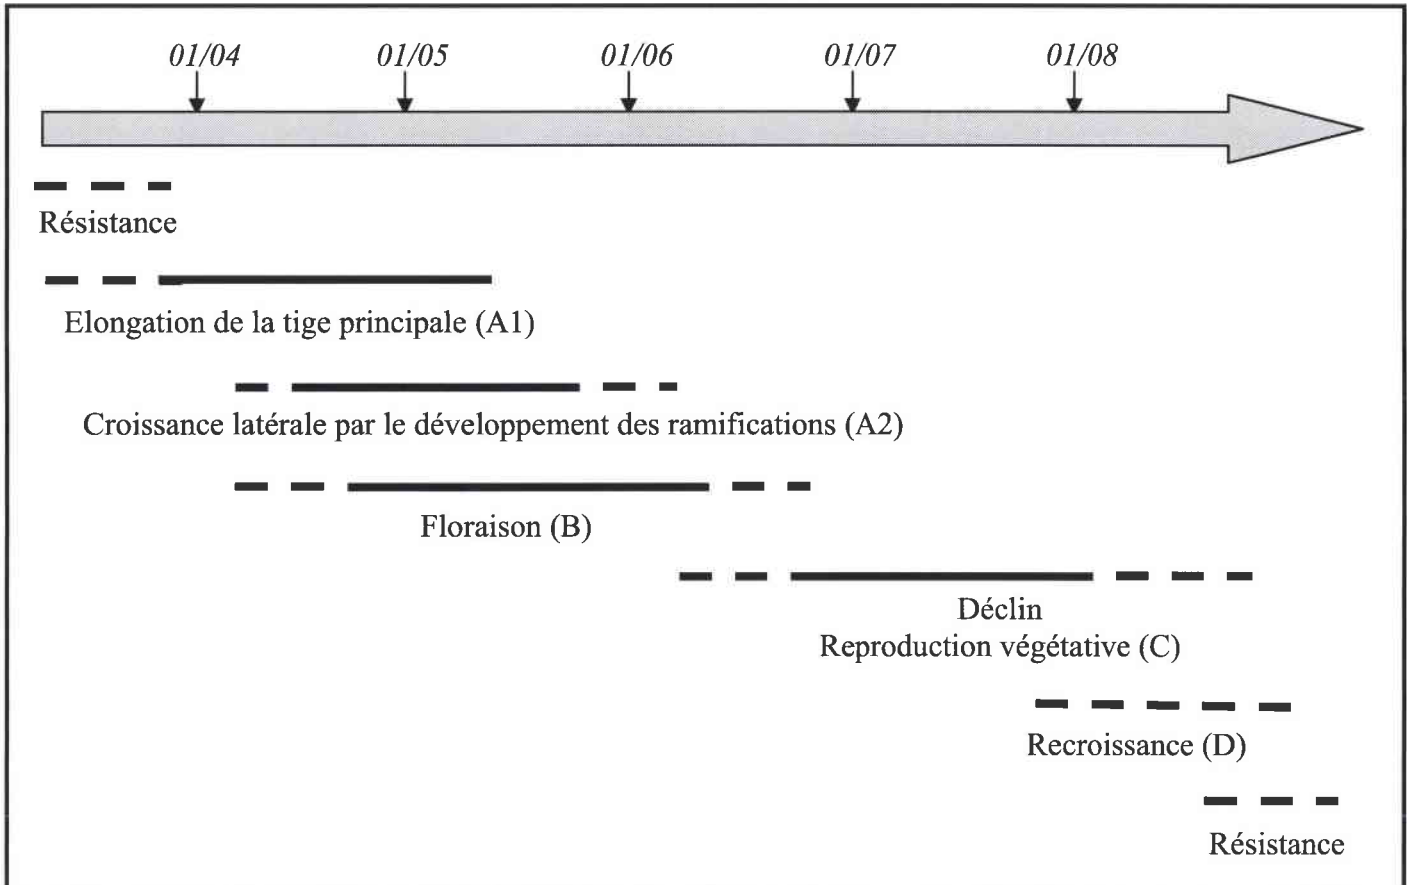 01/04 01/05 01/06 01/07 01/08
Résistance
Elongation de la tige principale (A1)
Croissance latérale par le développement des ramifications (A2)
Floraison (B)
Déclin
Reproduction végétative (C)
Recroissance (D)
Résistance